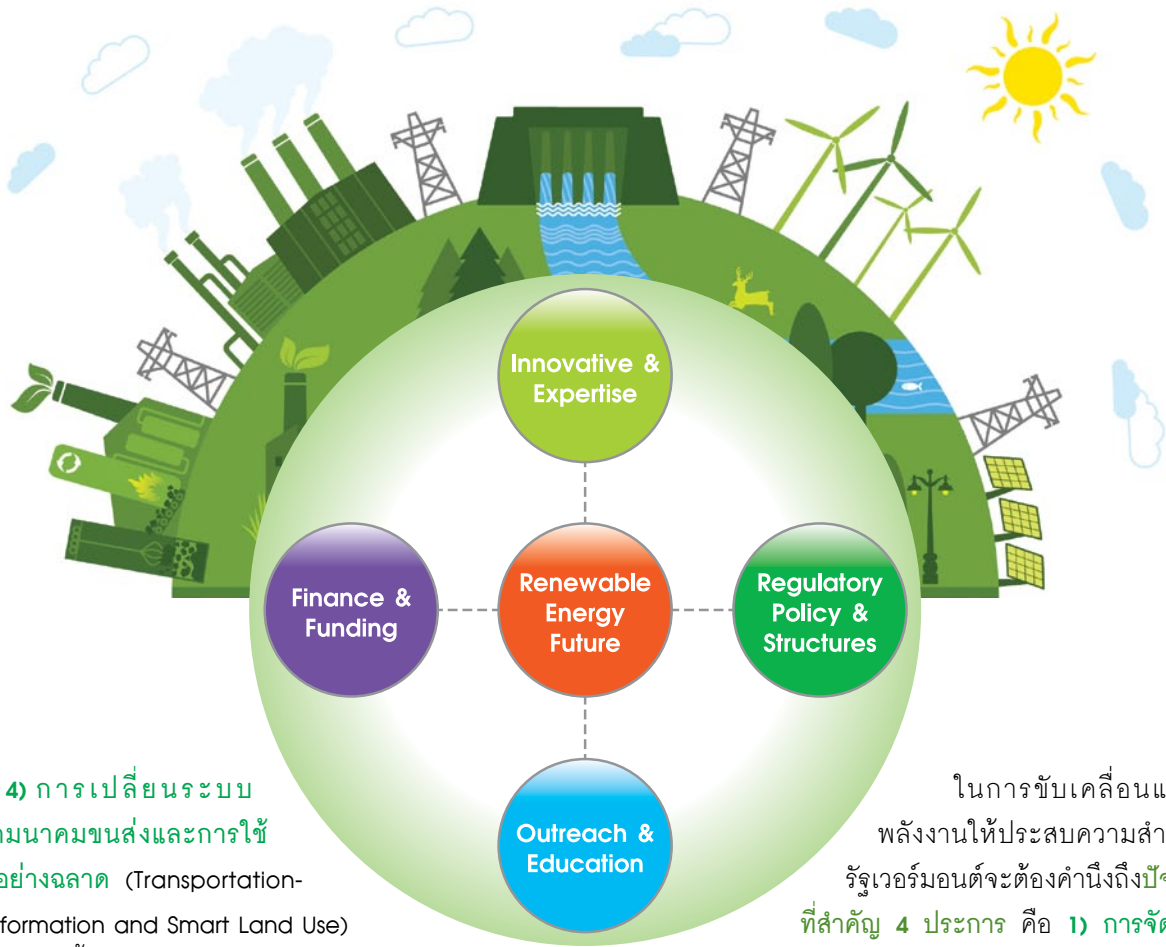 Innovative &
Expertise
Finance &
Funding
Renewable
Energy
Future
Regulatory
Policy &
Structures
Outreach &
Education
4) การเปลี่ยนระบบ
คมนาคมขนส่งและการใช้
อย่างฉลาด (Transportation-
formation and Smart Land Use)
ในการขับเคลื่อน
พลังงานให้ประสบความ
รัฐเวอร์มอนต์จะต้องคำนึงถึง
ที่สำคัญ 4 ประการ คือ 1) การ